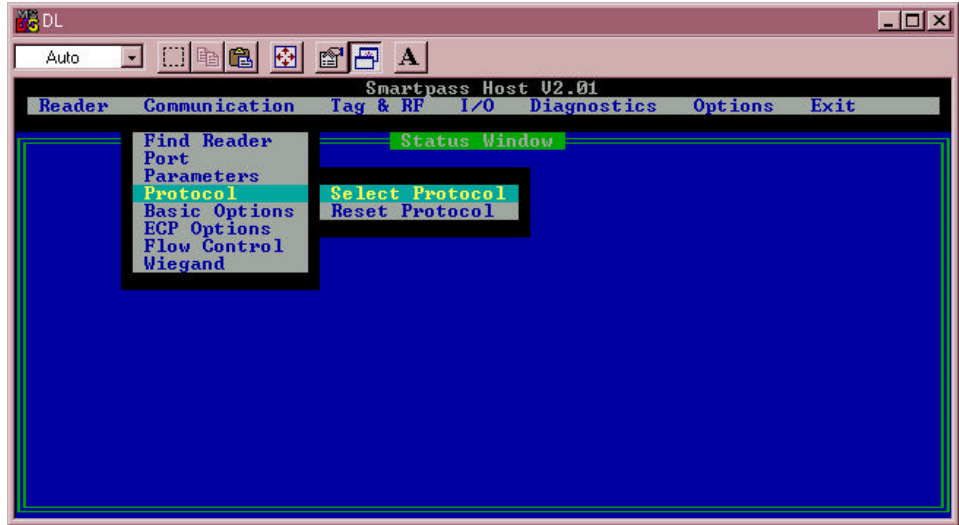 DL
Auto
A
Smartpass Host V2.01
Reader Communication Tag & RF I/O Diagnostics Options Exit
Status Window
Find Reader
Port
Parameters
Protocol Select Protocol
Basic Options Reset Protocol
ECP Options
Flow Control
Wiegand